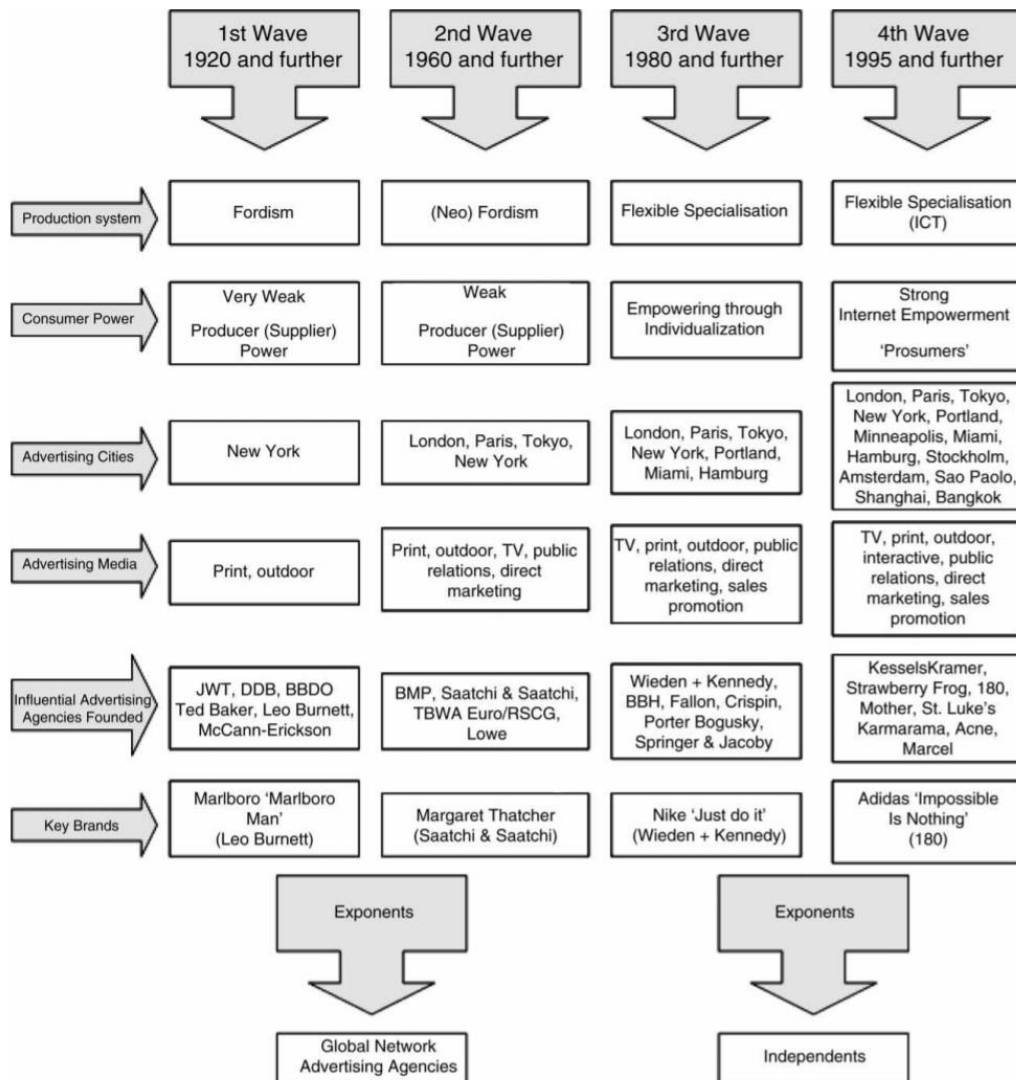 1st Wave
1920 and further
2nd Wave
1960 and further
3rd Wave
1980 and further
4th Wave
1995 and further
Production system
Fordism
(Neo) Fordism
Flexible Specialisation
Flexible Specialisation
(ICT)
Consumer Power
Very Weak
Producer (Supplier)
Power
Weak
Producer (Supplier)
Power
Empowering through
Individualization
Strong
Internet Empowerment
‘Prosumers’
Advertising Cities
New York
London, Paris, Tokyo,
New York
London, Paris, Tokyo,
New York, Portland,
Miami, Hamburg
London, Paris, Tokyo,
New York, Portland,
Minneapolis, Miami,
Hamburg, Stockholm,
Amsterdam, Sao Paolo,
Shanghai, Bangkok
Advertising Media
Print, outdoor
Print, outdoor, TV, public
relations, direct
marketing
TV, print, outdoor, public
relations, direct
marketing, sales
promotion
TV, print, outdoor,
interactive, public
relations, direct
marketing, sales
promotion
Influential Advertising
Agencies Founded
JWT, DDB, BBDO
Ted Baker, Leo Burnett,
McCann-Erickson
BMP, Saatchi & Saatchi,
TBWA Euro/RSCG,
Lowe
Wieden + Kennedy,
BBH, Fallon, Crispin,
Porter Bogusky,
Springer & Jacoby
KesselsKramer,
Strawberry Frog, 180,
Mother, St. Luke’s
Karmarama, Acne,
Marcel
Key Brands
Marlboro ‘Marlboro
Man’
(Leo Burnett)
Margaret Thatcher
(Saatchi & Saatchi)
Nike ‘Just do it’
(Wieden + Kennedy)
Adidas ‘Impossible
Is Nothing’
(180)
Exponents
Exponents
Global Network
Advertising Agencies
Independents